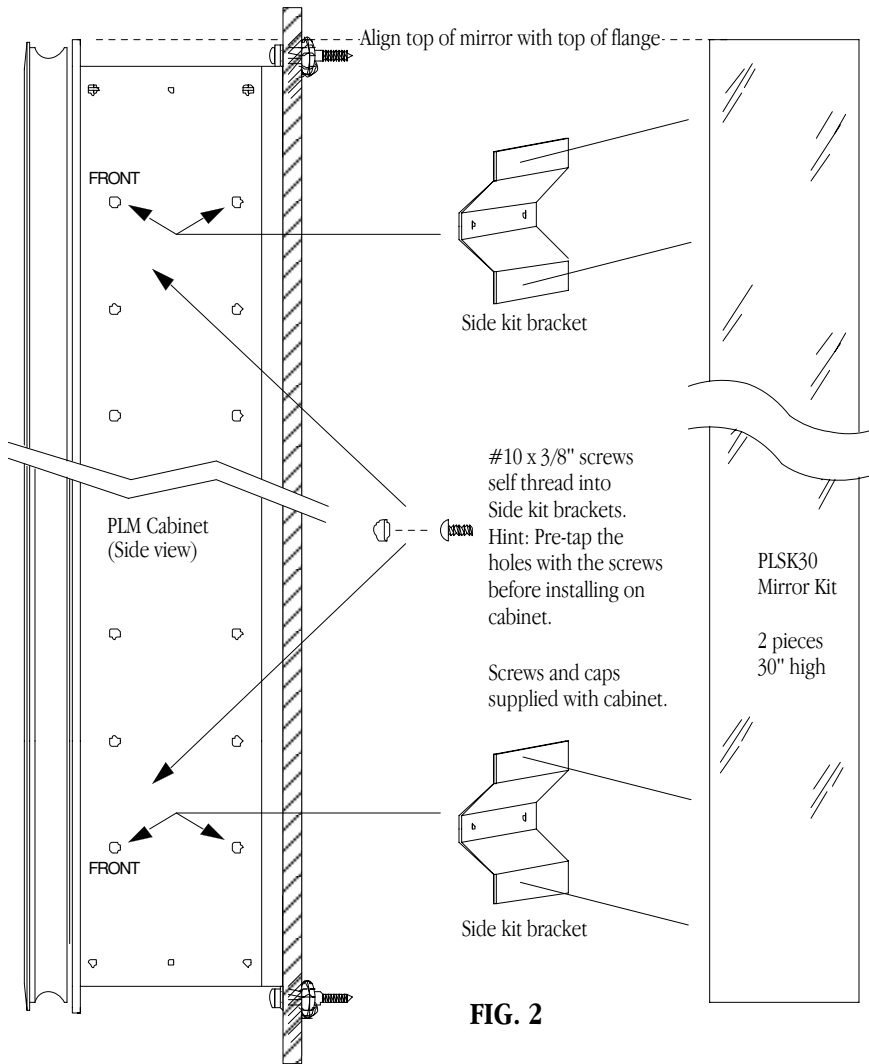 Align top of mirror with top of flange
FRONT
Side kit bracket
#10 x 3/8" screws
self thread into
Side kit brackets.
Hint: Pre-tap the
holes with the screws
before installing on
cabinet.
Screws and caps
supplied with cabinet.
PLM Cabinet
(Side view)
PLSK30
Mirror Kit
2 pieces
30" high
FRONT
Side kit bracket
FIG. 2